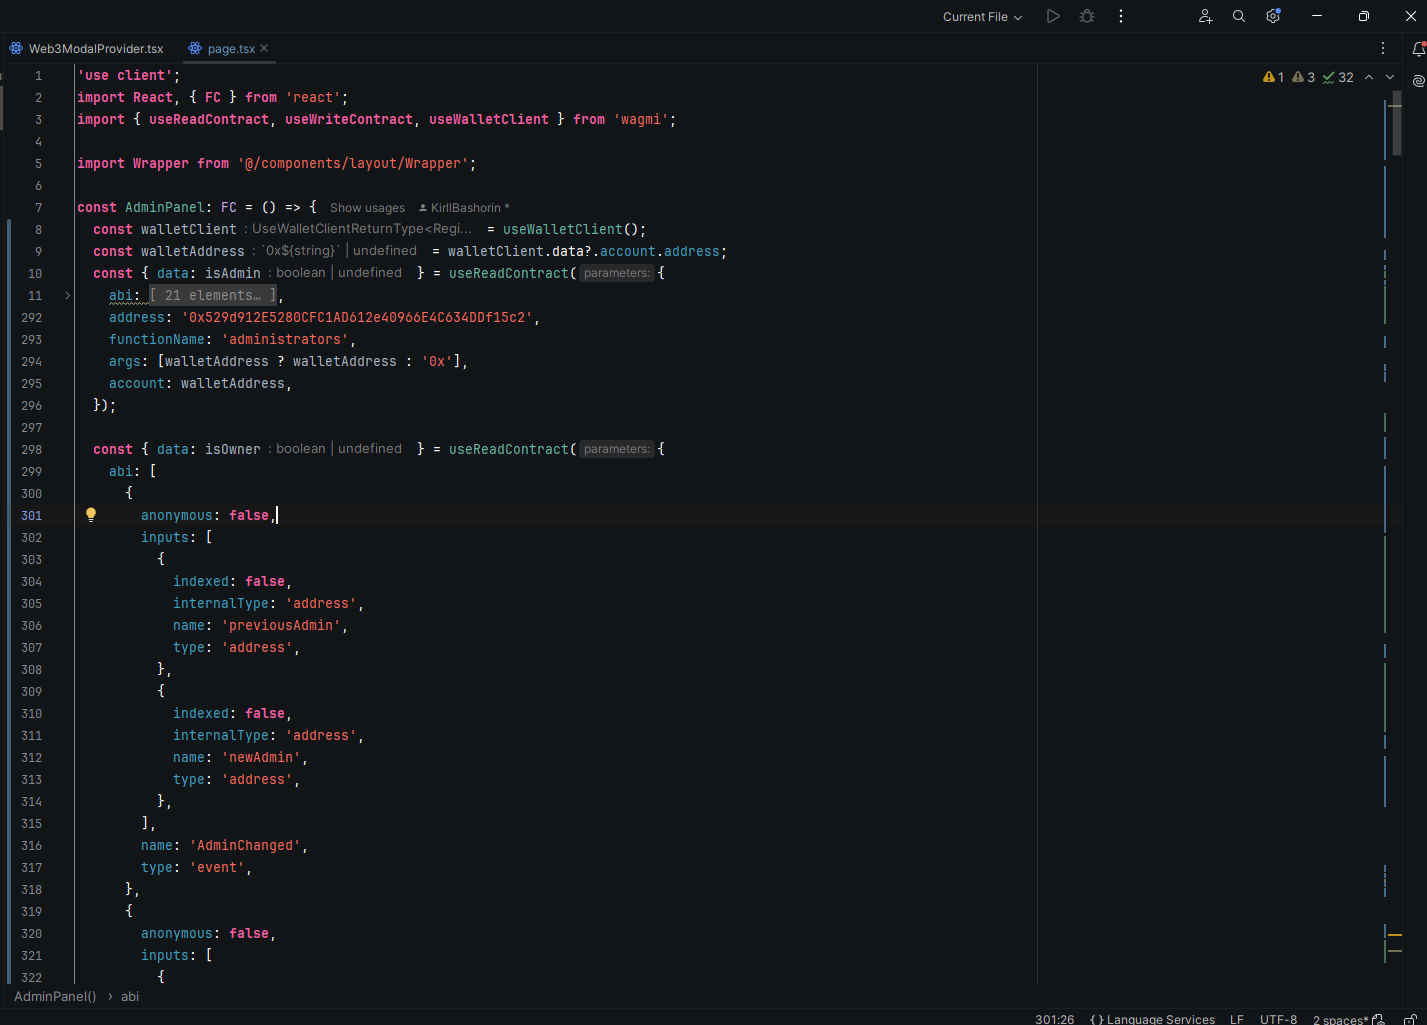 Current File
Web3ModalProvider.tsx page.tsx
1 3 32
1 'use client';
2 import React, { FC } from 'react';
3 import { useReadContract, useWriteContract, useWalletClient } from 'wagmi';
4
5 import Wrapper from '@/components/layout/Wrapper';
6
7 const AdminPanel: FC = () => { Show usages KirllBashorin *
8 const walletClient : UseWalletClientReturnType<Regi... = useWalletClient();
9 const walletAddress : `0x${string}` | undefined = walletClient.data?.account.address;
10 const { data: isAdmin : boolean | undefined } = useReadContract( parameters: {
11 abi: [ 21 elements… ],
292 address: '0x529d912E5280CFC1AD612e40966E4C634DDf15c2',
293 functionName: 'administrators',
294 args: [walletAddress ? walletAddress : '0x'],
295 account: walletAddress,
296 });
297
298 const { data: isOwner : boolean | undefined } = useReadContract( parameters: {
299 abi: [
300 {
301 anonymous: false,
302 inputs: [
303 {
304 indexed: false,
305 internalType: 'address',
306 name: 'previousAdmin',
307 type: 'address',
308 },
309 {
310 indexed: false,
311 internalType: 'address',
312 name: 'newAdmin',
313 type: 'address',
314 },
315 ],
316 name: 'AdminChanged',
317 type: 'event',
318 },
319 {
320 anonymous: false,
321 inputs: [
322 {
AdminPanel() › abi
301:26 {} Language Services LF UTF-8 2 spaces*